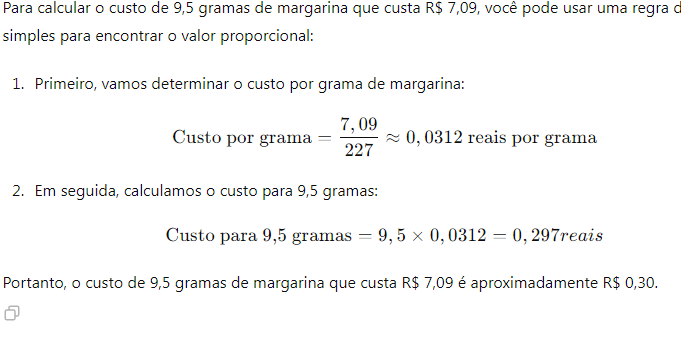 Para calcular o custo de 9,5 gramas de margarina que custa R$ 7,09, você pode usar uma regra d
simples para encontrar o valor proporcional:
1. Primeiro, vamos determinar o custo por grama de margarina:
Custo por grama = 7,09/227 ≈ 0,0312 reais por grama
2. Em seguida, calculamos o custo para 9,5 gramas:
Custo para 9,5 gramas = 9,5 × 0,0312 = 0,297reais
Portanto, o custo de 9,5 gramas de margarina que custa R$ 7,09 é aproximadamente R$ 0,30.